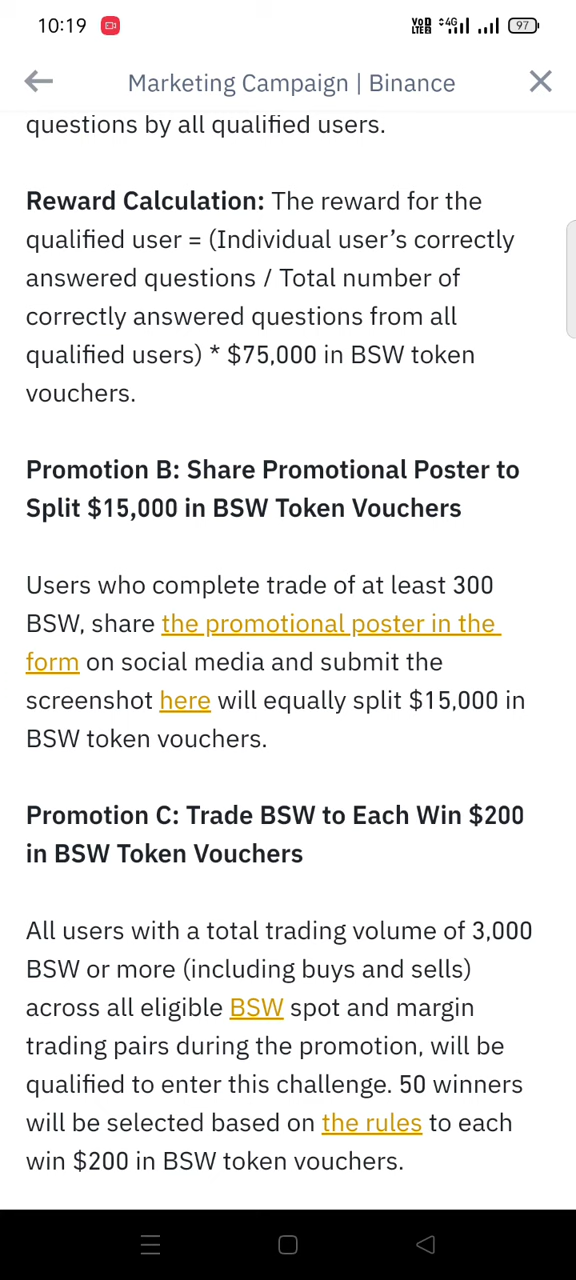 10:19
VoD
LTE2
4G
97
Marketing Campaign | Binance
questions by all qualified users.
Reward Calculation: The reward for the
qualified user = (Individual user’s correctly
answered questions / Total number of
correctly answered questions from all
qualified users) * $75,000 in BSW token
vouchers.
Promotion B: Share Promotional Poster to
Split $15,000 in BSW Token Vouchers
Users who complete trade of at least 300
BSW, share the promotional poster in the
form on social media and submit the
screenshot here will equally split $15,000 in
BSW token vouchers.
Promotion C: Trade BSW to Each Win $200
in BSW Token Vouchers
All users with a total trading volume of 3,000
BSW or more (including buys and sells)
across all eligible BSW spot and margin
trading pairs during the promotion, will be
qualified to enter this challenge. 50 winners
will be selected based on the rules to each
win $200 in BSW token vouchers.